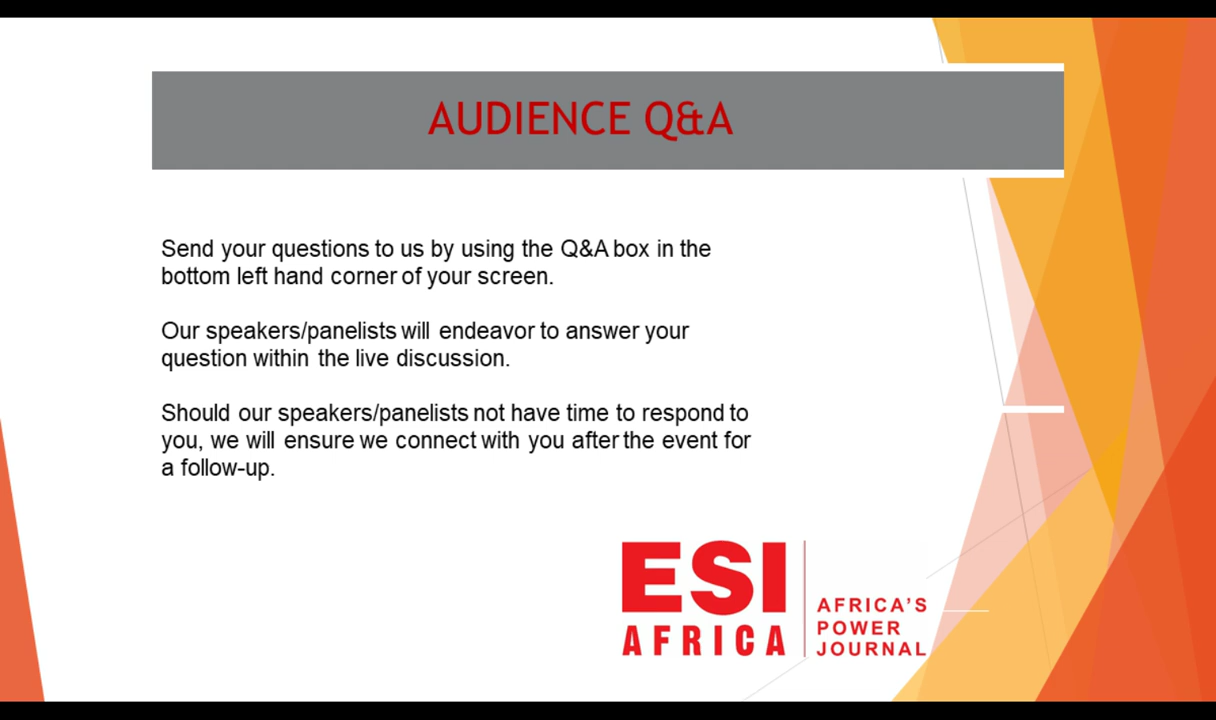 AUDIENCE Q&A
Send your questions to us by using the Q&A box in the
bottom left hand corner of your screen.
Our speakers/panelists will endeavor to answer your
question within the live discussion.
Should our speakers/panelists not have time to respond to
you, we will ensure we connect with you after the event for
a follow-up.
ESI
AFRICA
AFRICA'S
POWER
JOURNAL